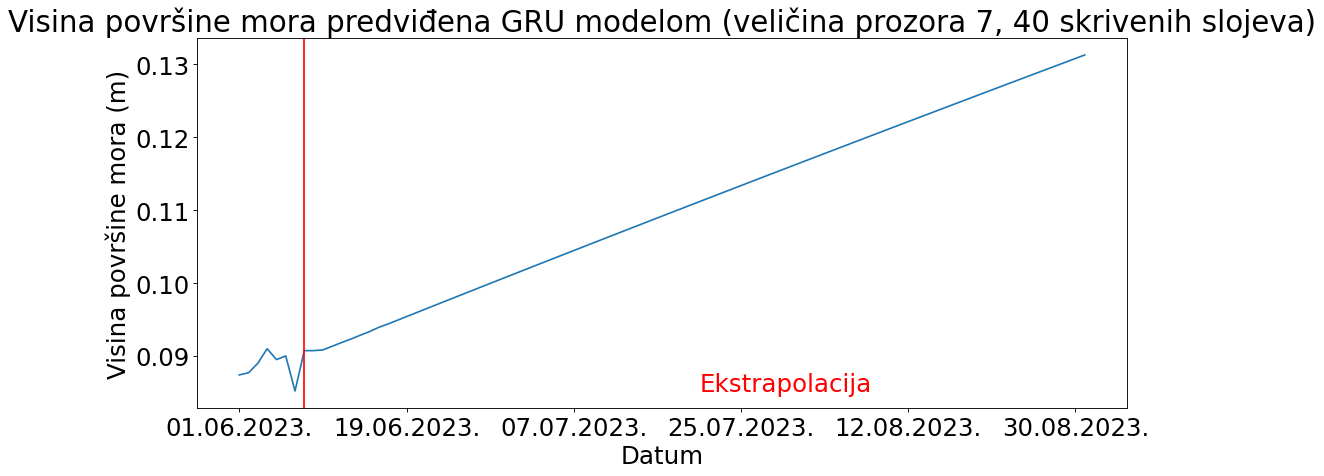 Visina površine mora predviđena GRU modelom (veličina prozora 7, 40 skrivenih slojeva)
Visina površine mora (m)
0.13
0.12
0.11
0.10
0.09
Ekstrapolacija
01.06.2023. 19.06.2023. 07.07.2023. 25.07.2023. 12.08.2023. 30.08.2023.
Datum